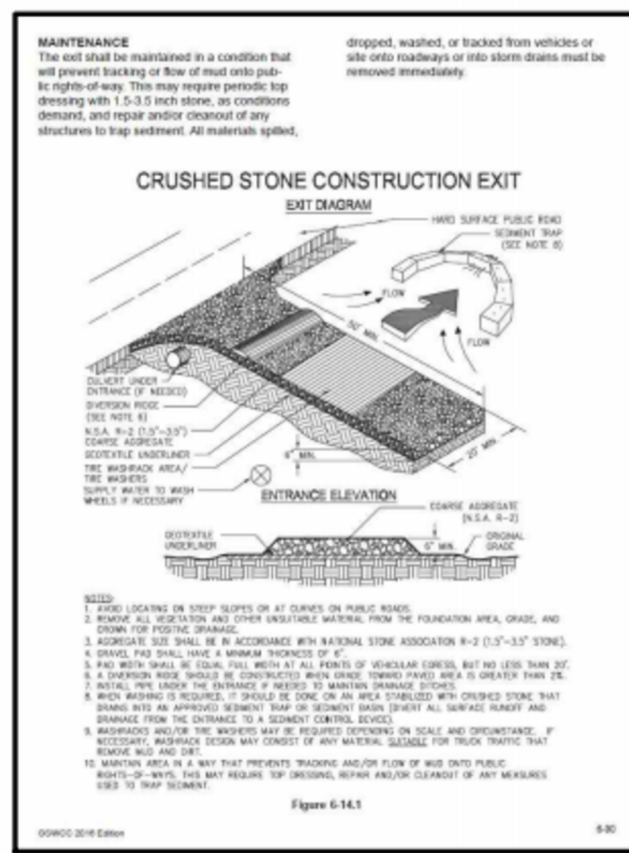 MAINTENANCE
The exit shall be maintained in a condition that
will prevent tracking or flow of mud onto pub-
lic rights-of-way. This may require periodic top
dressing with 1.5-3.5 inch stone, as conditions
demand, and repair and/or cleanout of any
structures to trap sediment. All materials spilled,
dropped, washed, or tracked from vehicles or
site onto roadways or into storm drains must be
removed immediately.
CRUSHED STONE CONSTRUCTION EXIT
EXIT DIAGRAM
HARD SURFACE PUBLIC ROAD
SEDIMENT TRAP
(SEE NOTE 8)
FLOW
50' MIN.
FLOW
CULVERT UNDER
ENTRANCE (IF NEEDED)
DIVERSION RIDGE
(SEE NOTE 6)
N.S.A. R-2 (1.5"-3.5")
COARSE AGGREGATE
GEOTEXTILE UNDERLINER
TIRE WASHRACK AREA/
TIRE WASHERS
SUPPLY WATER TO WASH
WHEELS IF NECESSARY
6" MIN.
20' MIN.
ENTRANCE ELEVATION
COARSE AGGREGATE
(N.S.A. R-2)
GEOTEXTILE
UNDERLINER
6" MIN.
ORIGINAL
GRADE
NOTES:
1. AVOID LOCATING ON STEEP SLOPES OR AT CURVES ON PUBLIC ROADS.
2. REMOVE ALL VEGETATION AND OTHER UNSUITABLE MATERIAL FROM THE FOUNDATION AREA, GRADE, AND
CROWN FOR POSITIVE DRAINAGE.
3. AGGREGATE SIZE SHALL BE IN ACCORDANCE WITH NATIONAL STONE ASSOCIATION R-2 (1.5"-3.5" STONE).
4. GRAVEL PAD SHALL HAVE A MINIMUM THICKNESS OF 6".
5. PAD WIDTH SHALL BE EQUAL FULL WIDTH AT ALL POINTS OF VEHICULAR EGRESS, BUT NO LESS THAN 20'.
6. A DIVERSION RIDGE SHOULD BE CONSTRUCTED WHEN GRADE TOWARD PAVED AREA IS GREATER THAN 2%.
7. INSTALL PIPE UNDER THE ENTRANCE IF NEEDED TO MAINTAIN DRAINAGE DITCHES.
8. WHEN WASHING IS REQUIRED, IT SHOULD BE DONE ON AN AREA STABILIZED WITH CRUSHED STONE THAT
DRAINS INTO AN APPROVED SEDIMENT TRAP OR SEDIMENT BASIN (DIVERT ALL SURFACE RUNOFF AND
DRAINAGE FROM THE ENTRANCE TO A SEDIMENT CONTROL DEVICE).
9. WASHRACKS AND/OR TIRE WASHERS MAY BE REQUIRED DEPENDING ON SCALE AND CIRCUMSTANCE. IF
NECESSARY, WASHRACK DESIGN MAY CONSIST OF ANY MATERIAL SUITABLE FOR TRUCK TRAFFIC THAT
REMOVE MUD AND DIRT.
10. MAINTAIN AREA IN A WAY THAT PREVENTS TRACKING AND/OR FLOW OF MUD ONTO PUBLIC
RIGHTS-OF-WAYS. THIS MAY REQUIRE TOP DRESSING, REPAIR AND/OR CLEANOUT OF ANY MEASURES
USED TO TRAP SEDIMENT.
Figure 6-14.1
GSWCC 2016 Edition